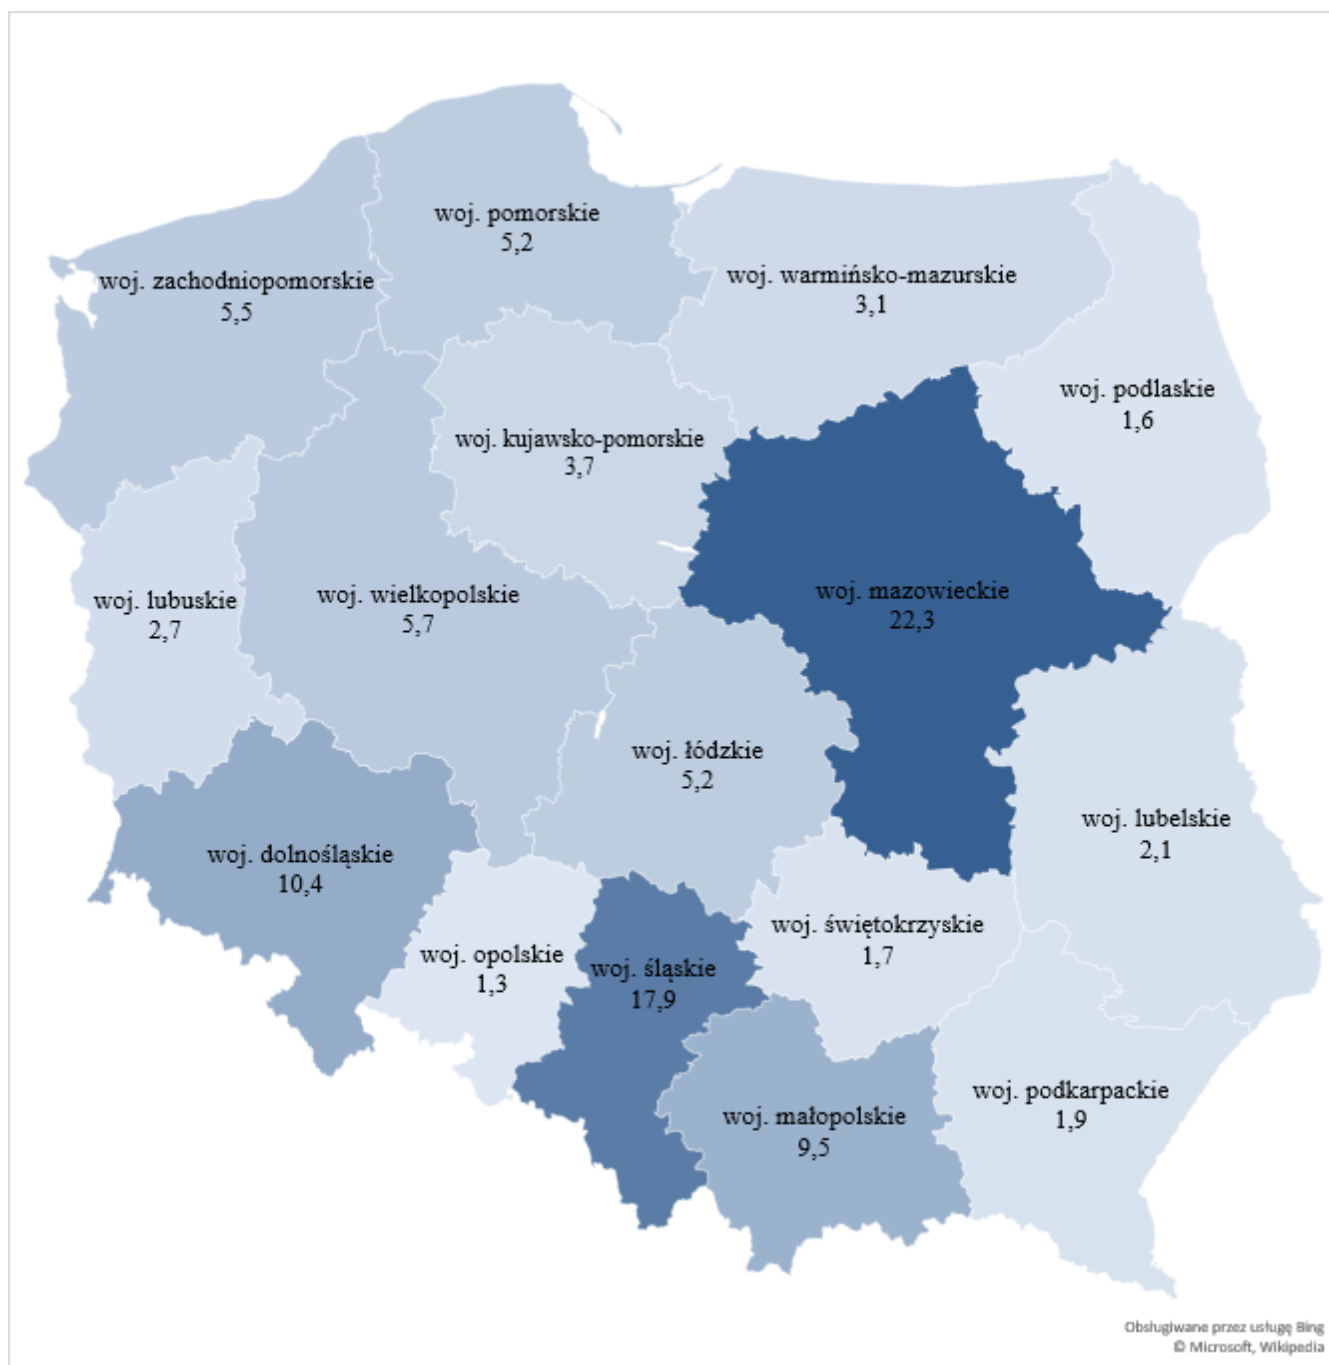 woj. pomorskie
5,2
woj. zachodniopomorskie
5,5
woj. warmińsko-mazurskie
3,1
woj. podlaskie
1,6
woj. kujawsko-pomorskie
3,7
woj. lubuskie
2,7
woj. wielkopolskie
5,7
woj. mazowieckie
22,3
woj. łódzkie
5,2
woj. lubelskie
2,1
woj. dolnośląskie
10,4
woj. opolskie
1,3
woj. śląskie
17,9
woj. świętokrzyskie
1,7
woj. małopolskie
9,5
woj. podkarpackie
1,9
Obsługiwane przez usługę Bing
© Microsoft, Wikipedia